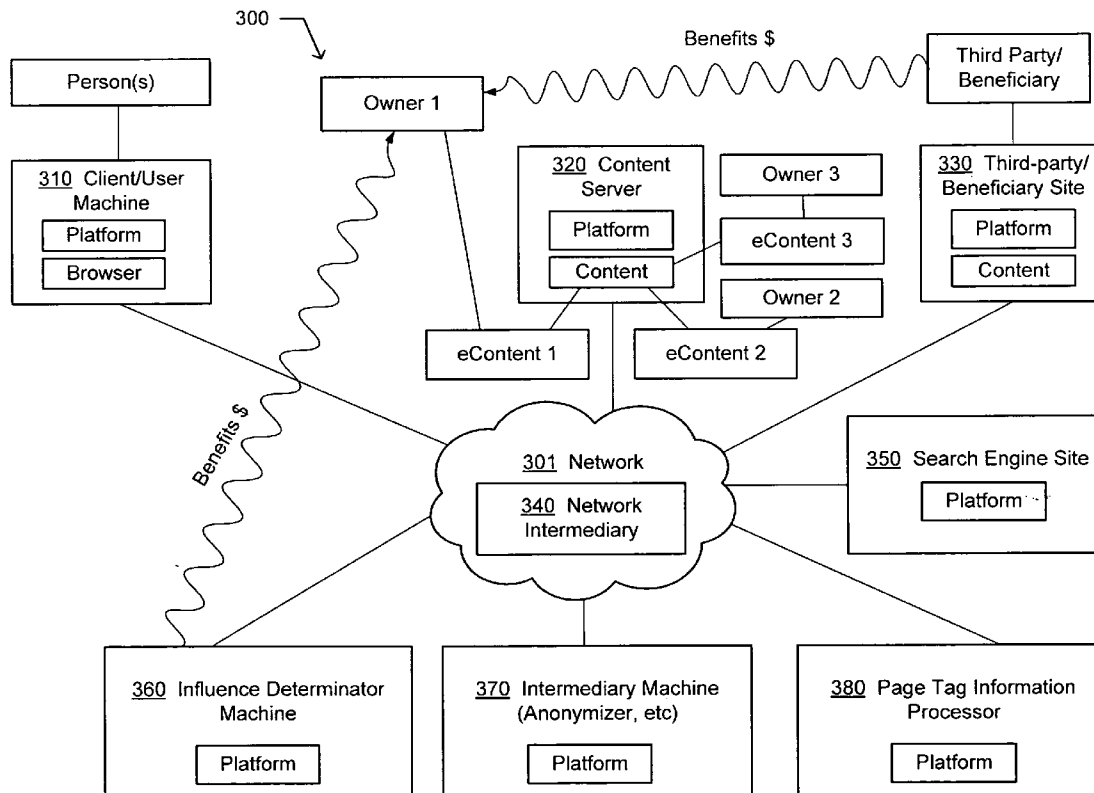 300
Benefits $
Person(s)
Owner 1
Third Party/
Beneficiary
310 Client/User
Machine
Platform
Browser
320 Content
Server
Platform
Content
Owner 3
eContent 3
Owner 2
330 Third-party/
Beneficiary Site
Platform
Content
eContent 1
eContent 2
Benefits $
301 Network
340 Network
Intermediary
350 Search Engine Site
Platform
360 Influence Determinator
Machine
Platform
370 Intermediary Machine
(Anonymizer, etc)
Platform
380 Page Tag Information
Processor
Platform